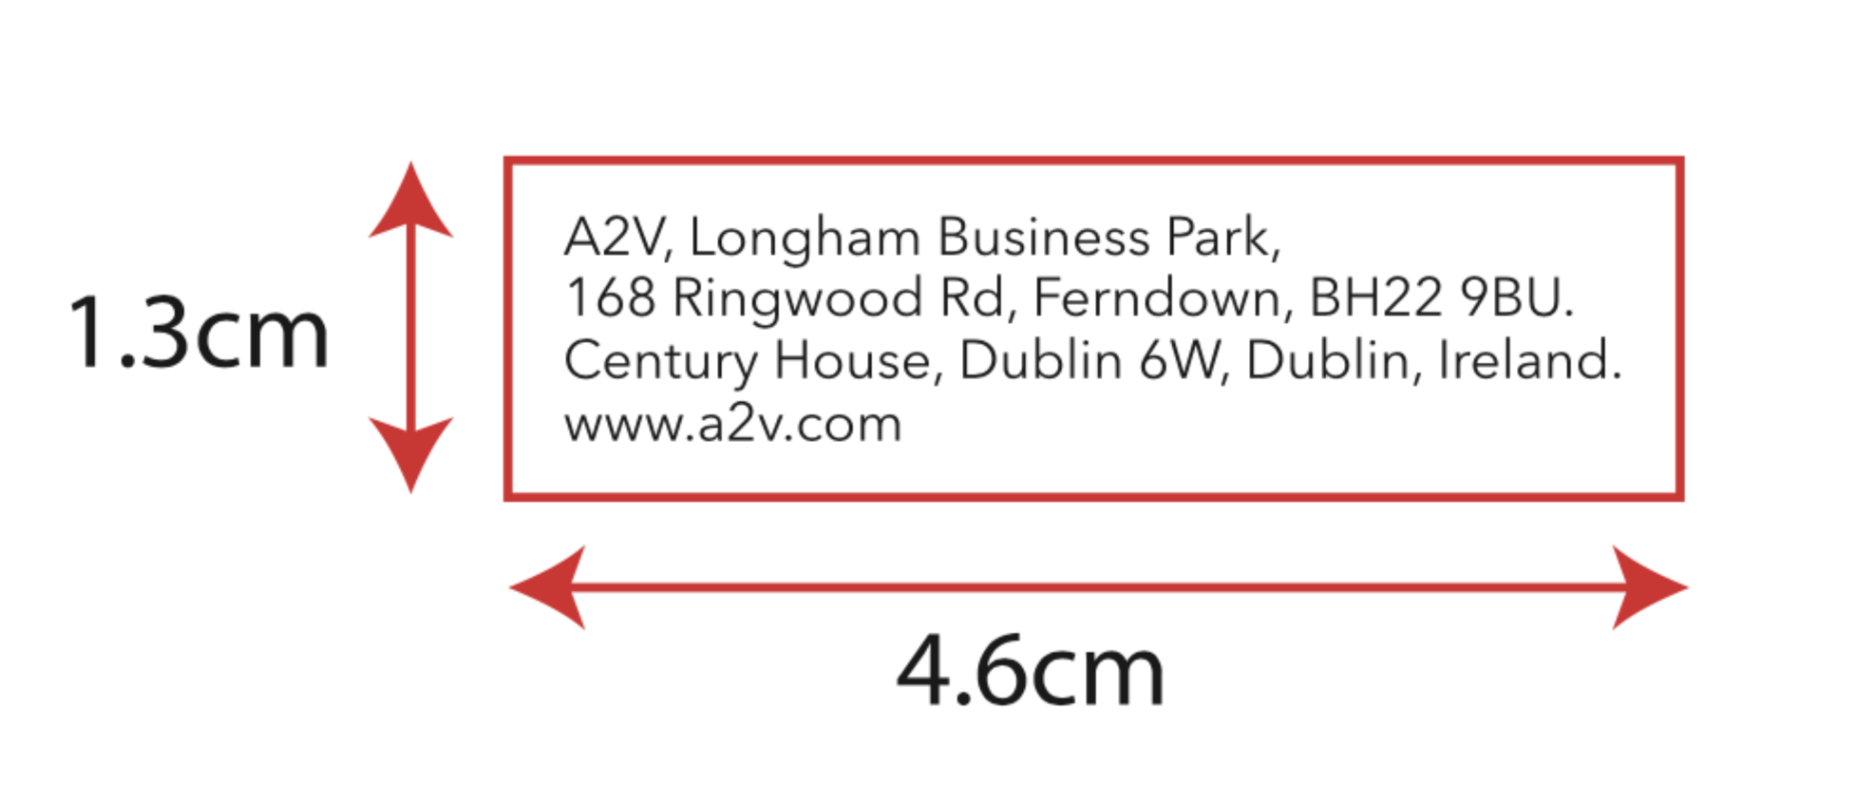 A2V, Longham Business Park,
168 Ringwood Rd, Ferndown, BH22 9BU.
Century House, Dublin 6W, Dublin, Ireland.
www.a2v.com
1.3cm
4.6cm